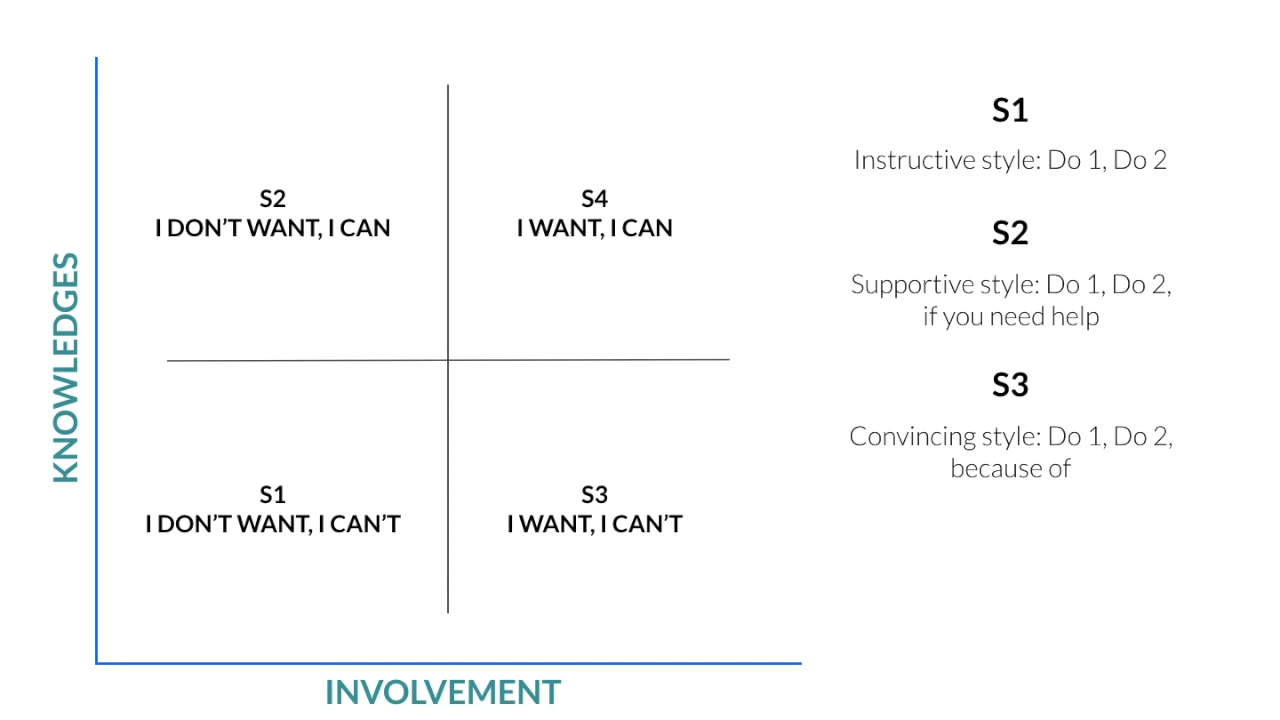 KNOWLEDGES
S2
I DON'T WANT, I CAN
S4
I WANT, I CAN
S1
I DON'T WANT, I CAN'T
S3
I WANT, I CAN'T
INVOLVEMENT
S1
Instructive style: Do 1, Do 2
S2
Supportive style: Do 1, Do 2,
if you need help
S3
Convincing style: Do 1, Do 2,
because of